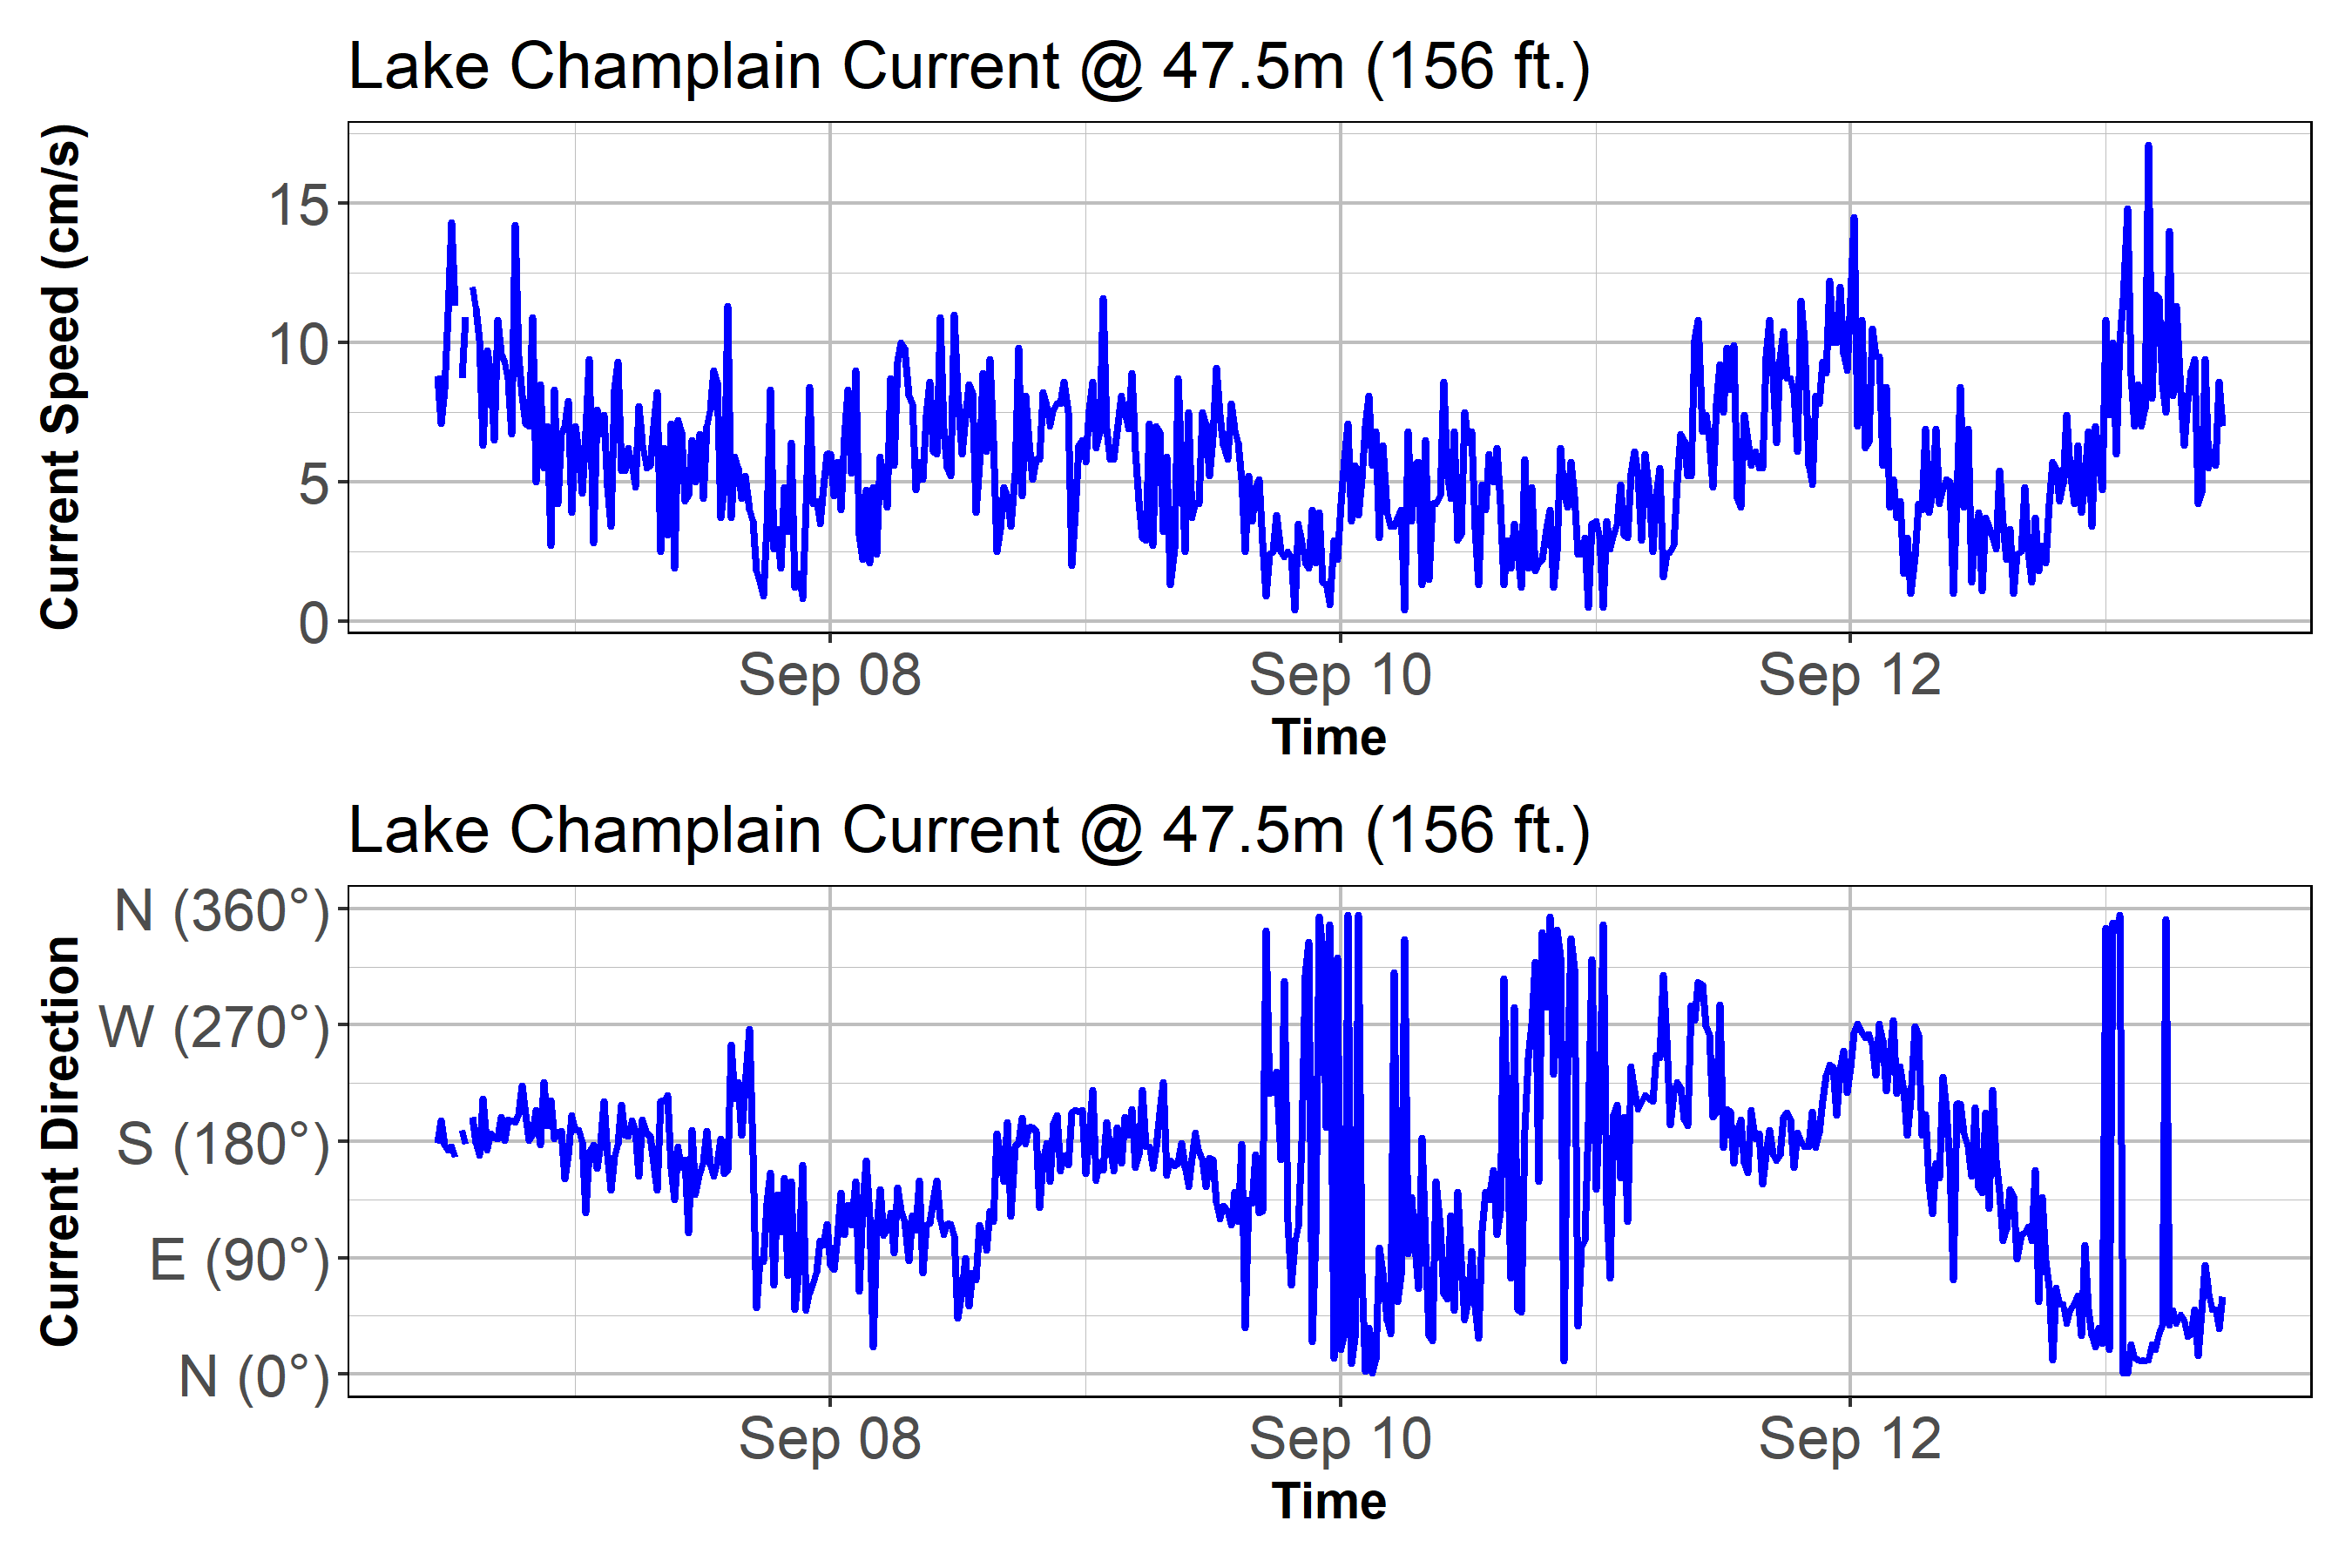 Lake Champlain Current @ 47.5m (156 ft.)
Current Speed (cm/s)
15
10
5
0
Sep 08 Sep 10 Sep 12
Time
Lake Champlain Current @ 47.5m (156 ft.)
Current Direction
N (360°)
W (270°)
S (180°)
E (90°)
N (0°)
Sep 08 Sep 10 Sep 12
Time